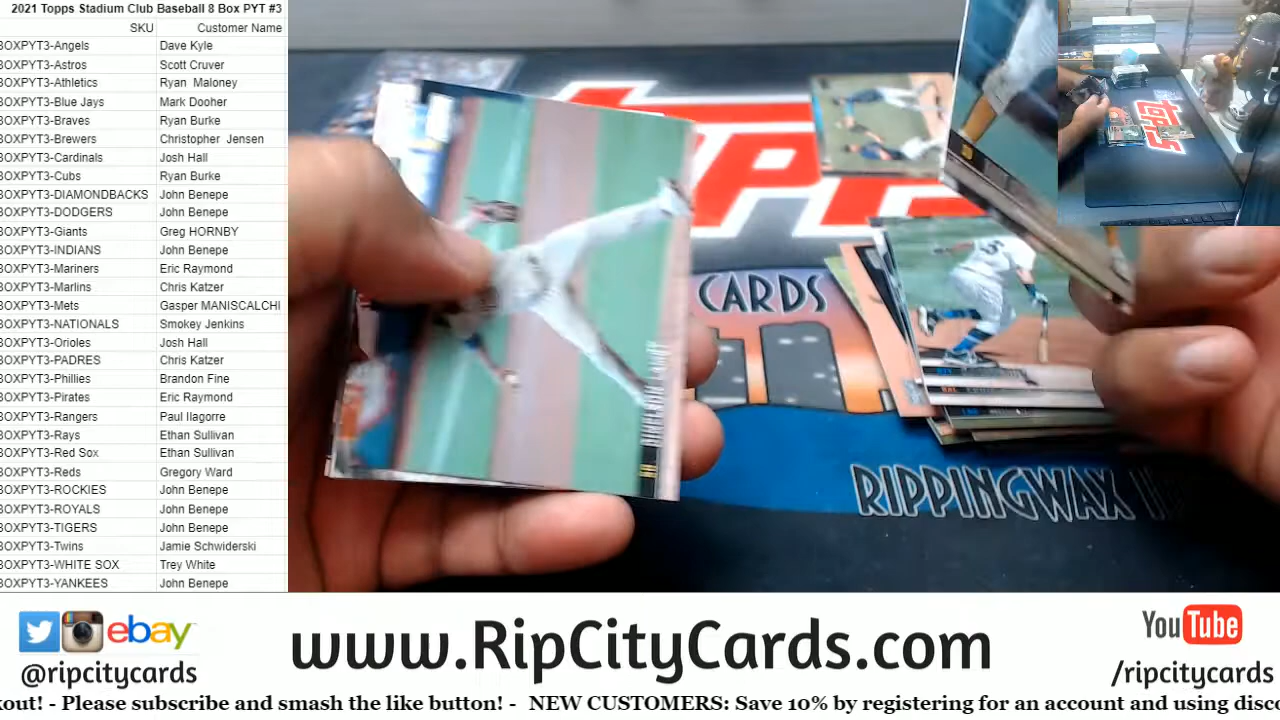 2021 Topps Stadium Club Baseball 8 Box PYT #3
SKU Customer Name
BOXPYT3-Angels Dave Kyle
BOXPYT3-Astros Scott Cruver
BOXPYT3-Athletics Ryan Maloney
BOXPYT3-Blue Jays Mark Dooher
BOXPYT3-Braves Ryan Burke
BOXPYT3-Brewers Christopher Jensen
BOXPYT3-Cardinals Josh Hall
BOXPYT3-Cubs Ryan Burke
BOXPYT3-DIAMONDBACKS John Benepe
BOXPYT3-DODGERS John Benepe
BOXPYT3-Giants Greg HORNBY
BOXPYT3-INDIANS John Benepe
BOXPYT3-Mariners Eric Raymond
BOXPYT3-Marlins Chris Katzer
BOXPYT3-Mets Gasper MANISCALCHI
BOXPYT3-NATIONALS Smokey Jenkins
BOXPYT3-Orioles Josh Hall
BOXPYT3-PADRES Chris Katzer
BOXPYT3-Phillies Brandon Fine
BOXPYT3-Pirates Eric Raymond
BOXPYT3-Rangers Paul Ilagorre
BOXPYT3-Rays Ethan Sullivan
BOXPYT3-Red Sox Ethan Sullivan
BOXPYT3-Reds Gregory Ward
BOXPYT3-ROCKIES John Benepe
BOXPYT3-ROYALS John Benepe
BOXPYT3-TIGERS John Benepe
BOXPYT3-Twins Jamie Schwiderski
BOXPYT3-WHITE SOX Trey White
BOXPYT3-YANKEES John Benepe
topps
CARDS
5
RIPPINGWAX
ebay
@ripcitycards
www.RipCityCards.com
YouTube
/ripcitycards
kout! - Please subscribe and smash the like button! - NEW CUSTOMERS: Save 10% by registering for an account and using disco